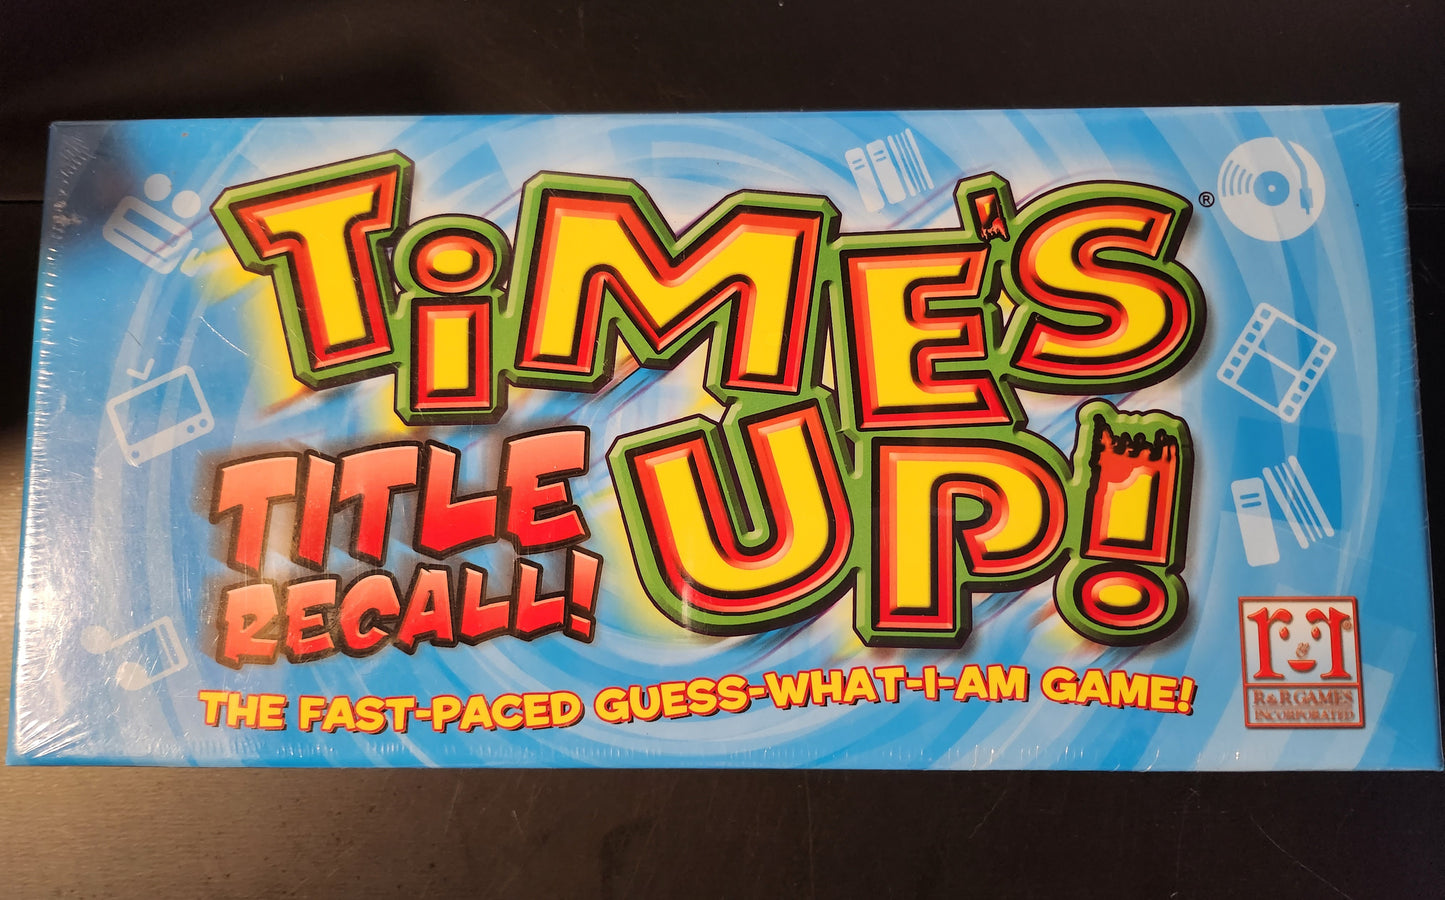 TiME'S®
UP!
TITLE
RECALL!
THE FAST-PACED GUESS-WHAT-I-AM GAME!
r&r®
R&R GAMES
INCORPORATED